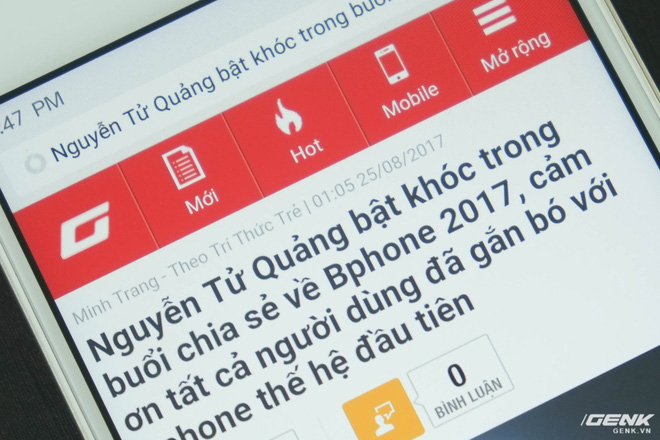 .47 PM
Nguyễn Tử Quảng bật khóc trong buổi
Mới
Hot
Mobile
Mở rộng
Minh Trang - Theo Trí Thức Trẻ | 01:05 25/08/2017
Nguyễn Tử Quảng bật khóc trong
buổi chia sẻ về Bphone 2017, cảm
ơn tất cả người dùng đã gắn bó với
phone thế hệ đầu tiên
0
BÌNH LUẬN
GENK
GENK.VN